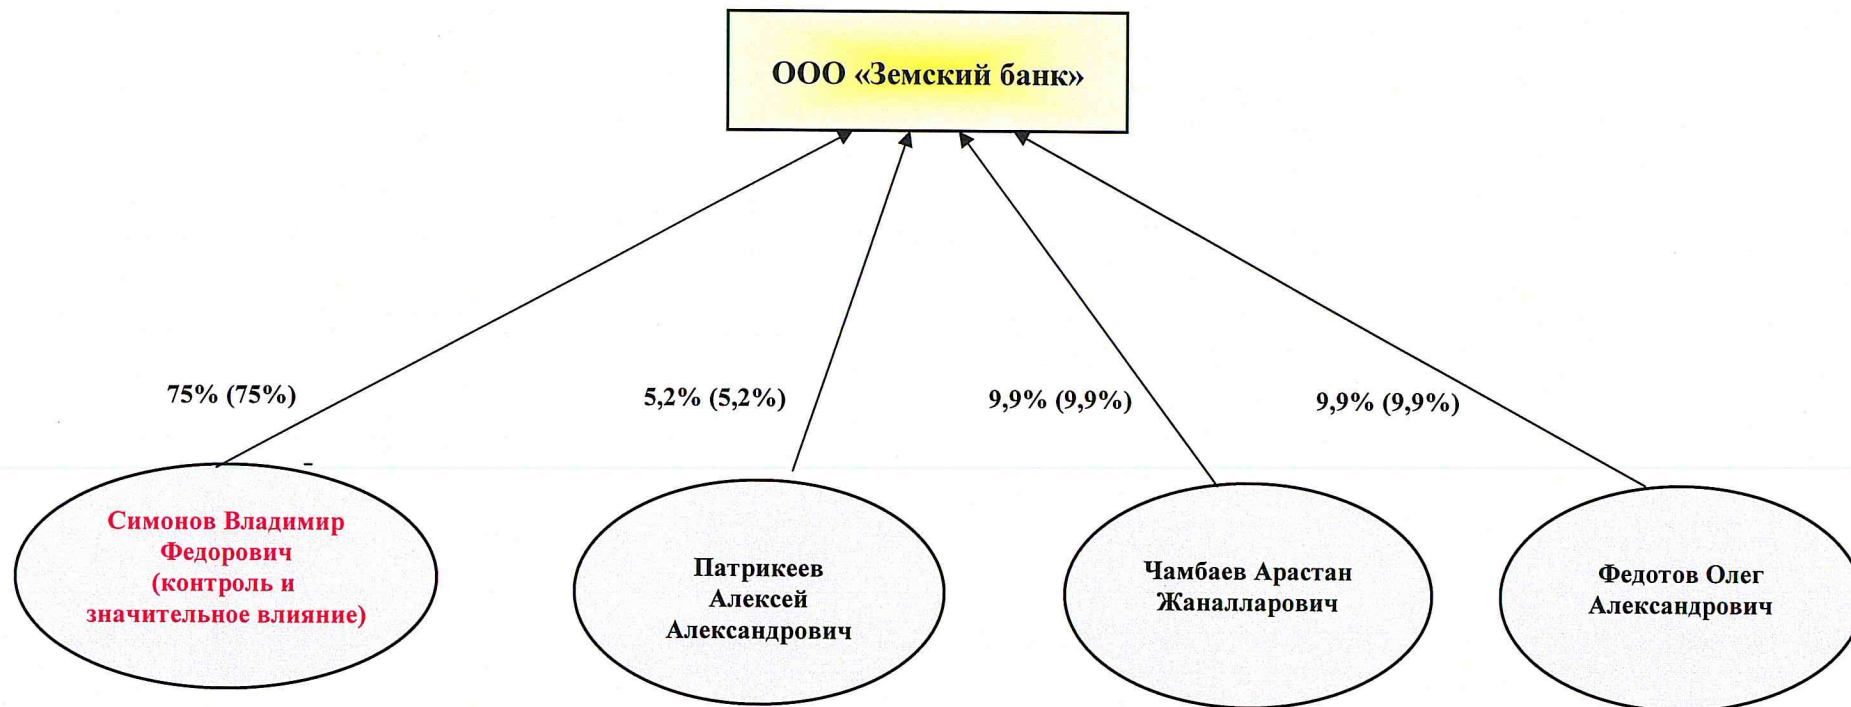 ООО «Земский банк»
75% (75%)
5,2% (5,2%)
9,9% (9,9%)
9,9% (9,9%)
Симонов Владимир
Федорович
(контроль и
значительное влияние)
Патрикеев
Алексей
Александрович
Чамбаев Арастан
Жаналларович
Федотов Олег
Александрович